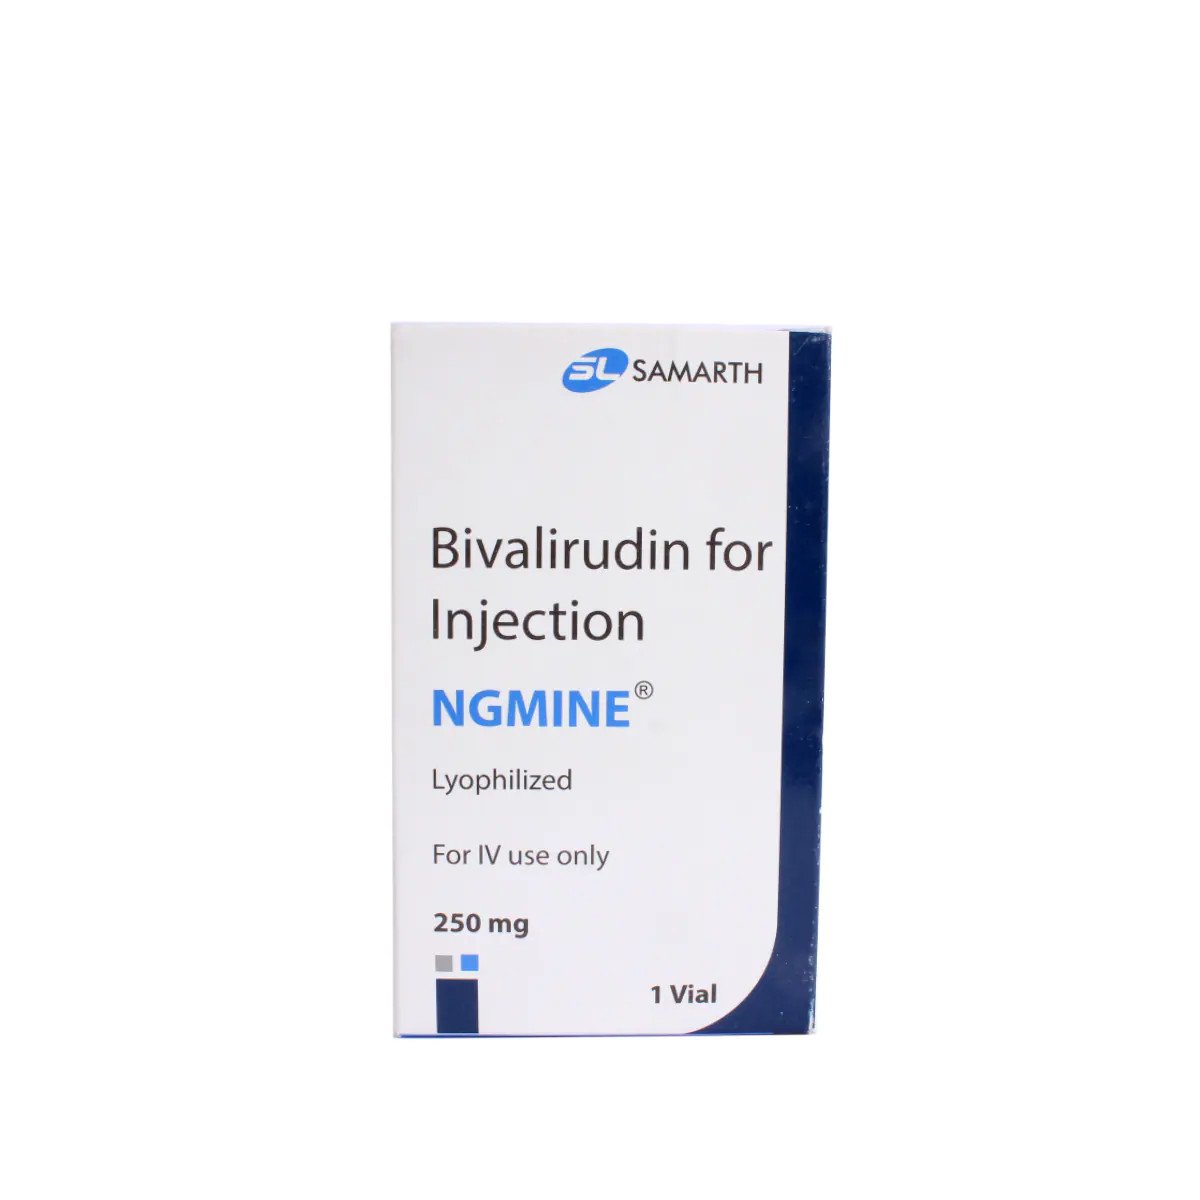 SL SAMARTH
Bivalirudin for
Injection
NGMINE®
Lyophilized
For IV use only
250 mg
1 Vial